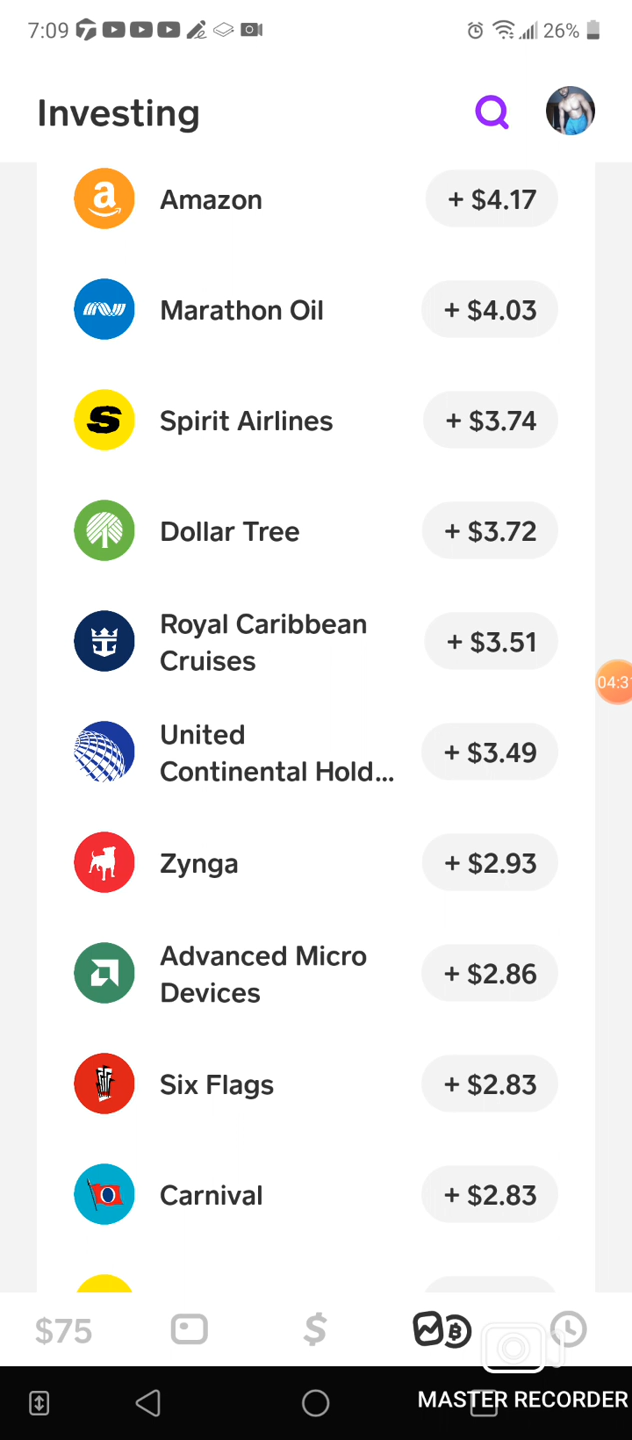 7:09 26%
Investing
Amazon + $4.17
Marathon Oil + $4.03
Spirit Airlines + $3.74
Dollar Tree + $3.72
Royal Caribbean
Cruises + $3.51
United
Continental Hold... + $3.49
Zynga + $2.93
Advanced Micro
Devices + $2.86
Six Flags + $2.83
Carnival + $2.83
04:31
$75
MASTER RECORDER